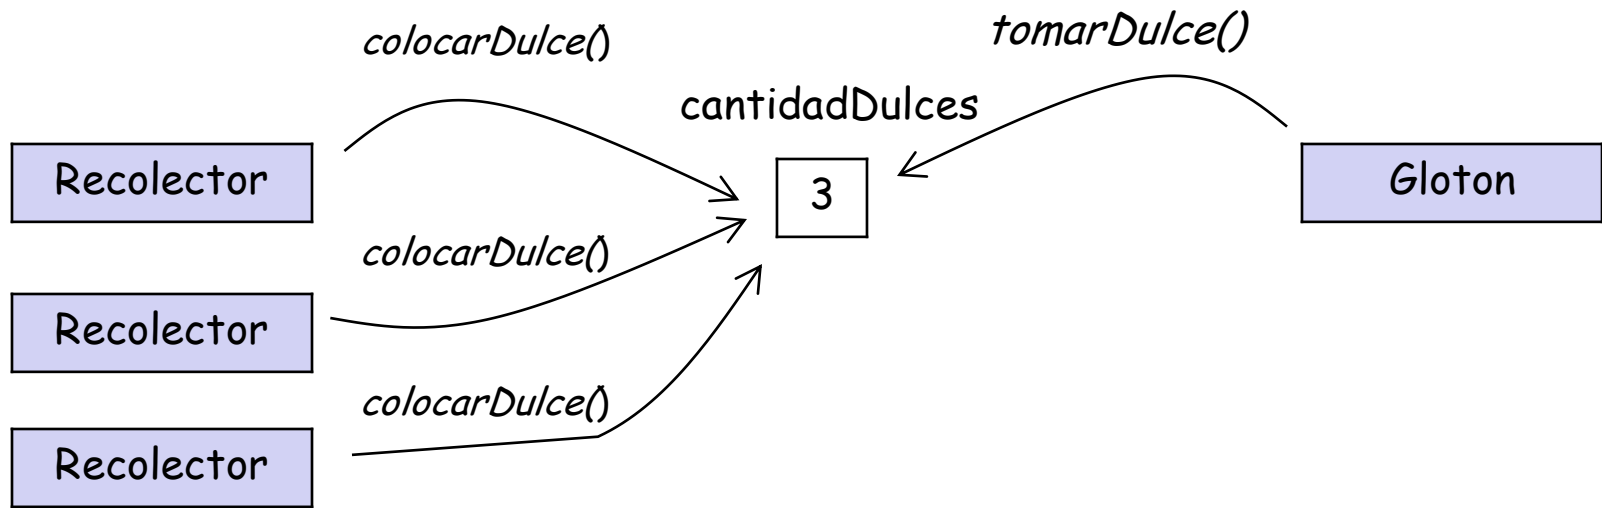 colocarDulce()
tomarDulce()
cantidadDulces
Recolector
3
Gloton
colocarDulce()
Recolector
colocarDulce()
Recolector